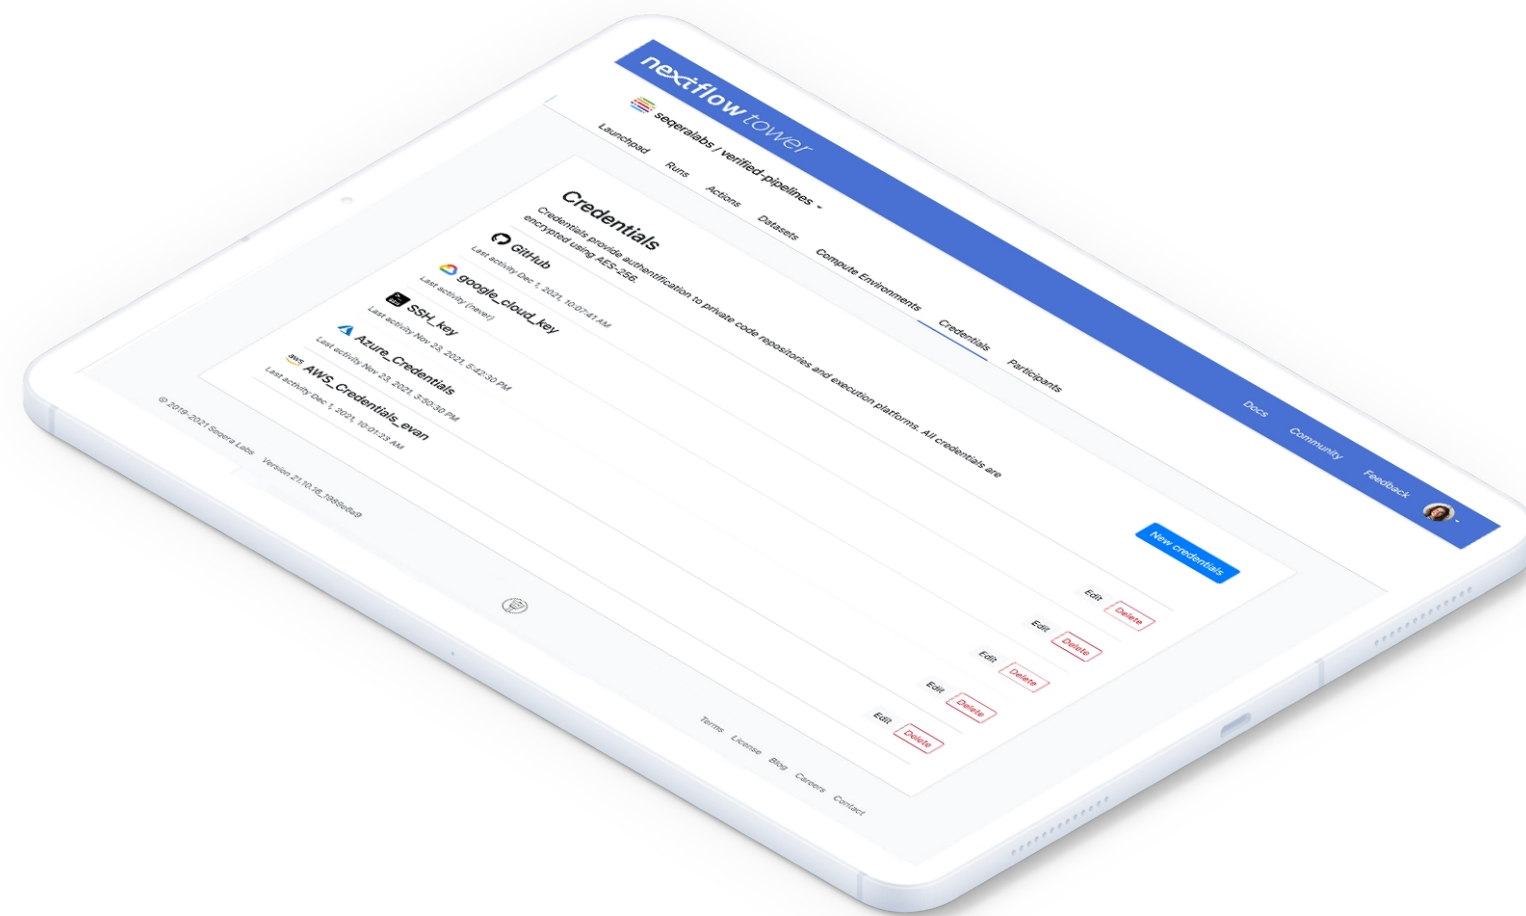 nextflow tower
Docs
Community
Feedback
seqeralabs / verified-pipelines
Launchpad
Runs
Actions
Datasets
Compute Environments
Credentials
Participants
Credentials
Credentials provide authentification to private code repositories and execution platforms. All credentials are
encrypted using AES-256.
New credentials
GitHub
Last activity Dec 1, 2021, 10:07:41 AM
Edit
Delete
google_cloud_key
Last activity (never)
Edit
Delete
SSH_key
Last activity Nov 23, 2021, 5:42:30 PM
Edit
Delete
Azure_Credentials
Last activity Nov 23, 2021, 3:50:30 PM
Edit
Delete
aws
AWS_Credentials_evan
Last activity Dec 1, 2021, 10:01:23 AM
Edit
Delete
© 2019-2021 Seqera Labs
Terms
License
Blog
Careers
Contact